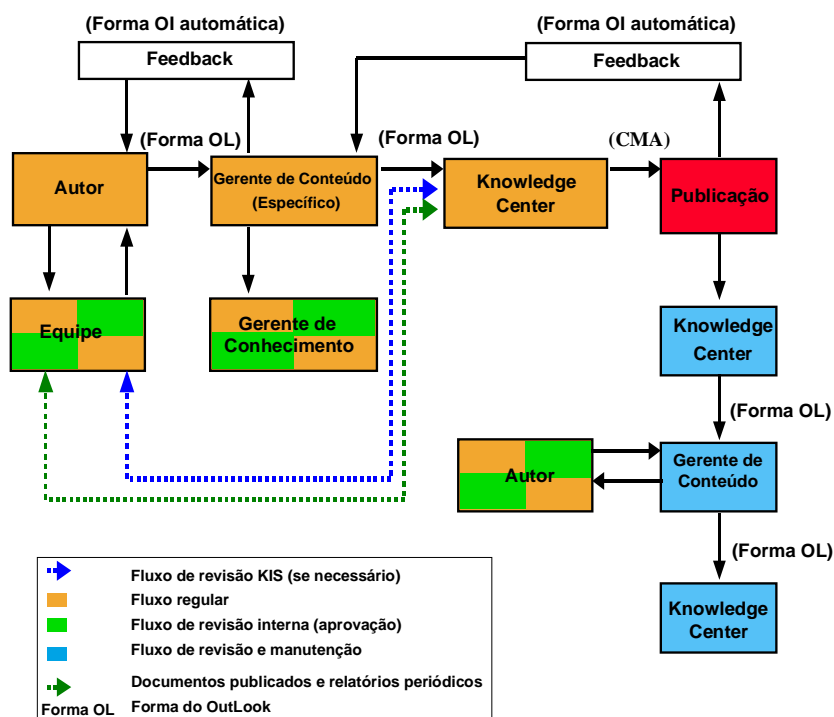 (Forma OI automática)
(Forma OI automática)
Feedback
Feedback
(Forma OL)
(Forma OL)
(CMA)
Autor
Gerente de Conteúdo
(Específico)
Knowledge
Center
Publicação
Equipe
Gerente de
Conhecimento
Knowledge
Center
(Forma OL)
Autor
Gerente de
Conteúdo
(Forma OL)
Knowledge
Center
Fluxo de revisão KIS (se necessário)
Fluxo regular
Fluxo de revisão interna (aprovação)
Fluxo de revisão e manutenção
Documentos publicados e relatórios periódicos
Forma OL Forma do OutLook